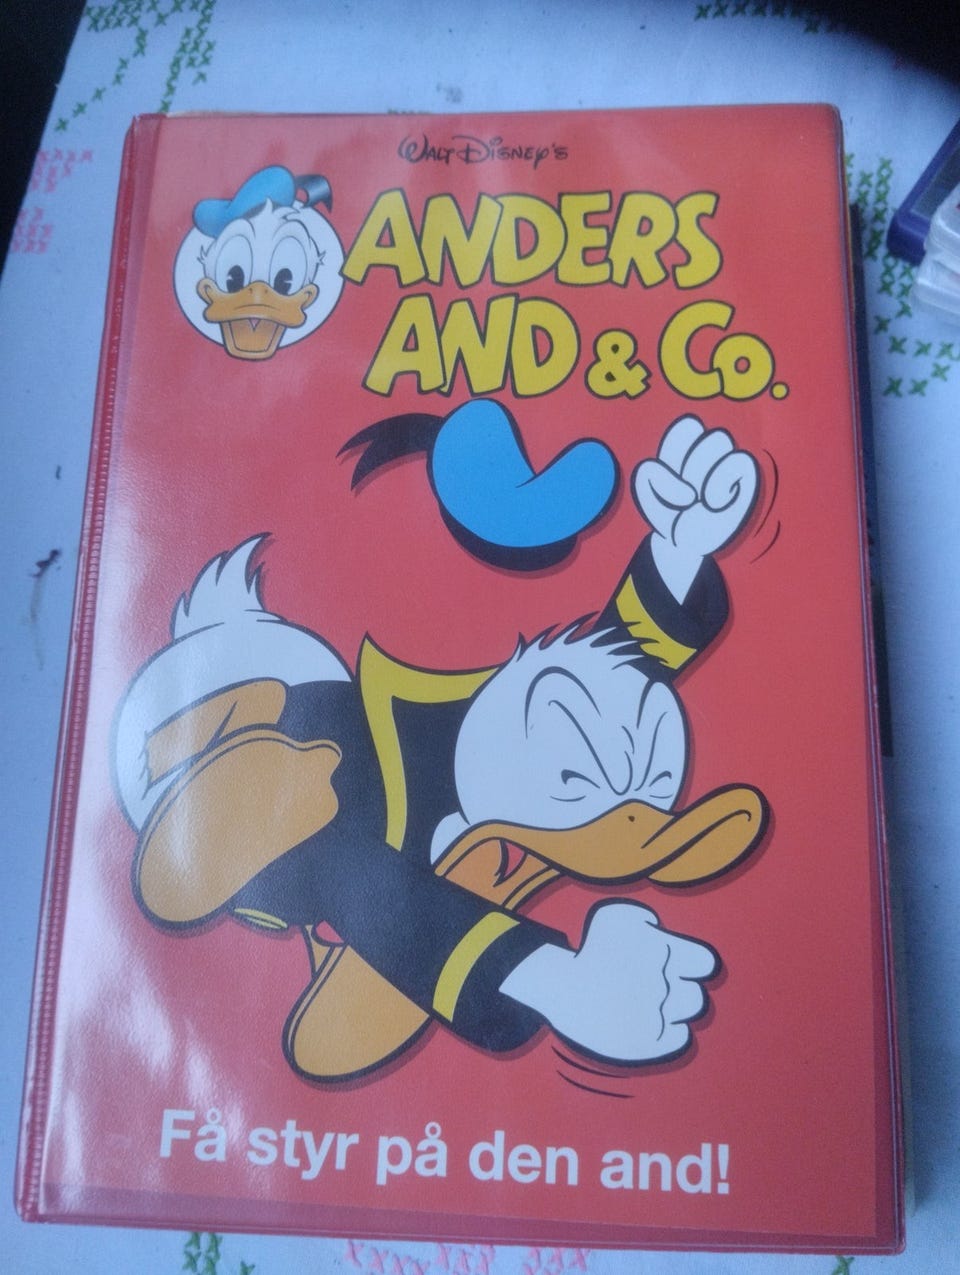 Walt Disney's
ANDERS
AND & Co.
Få styr på den and!